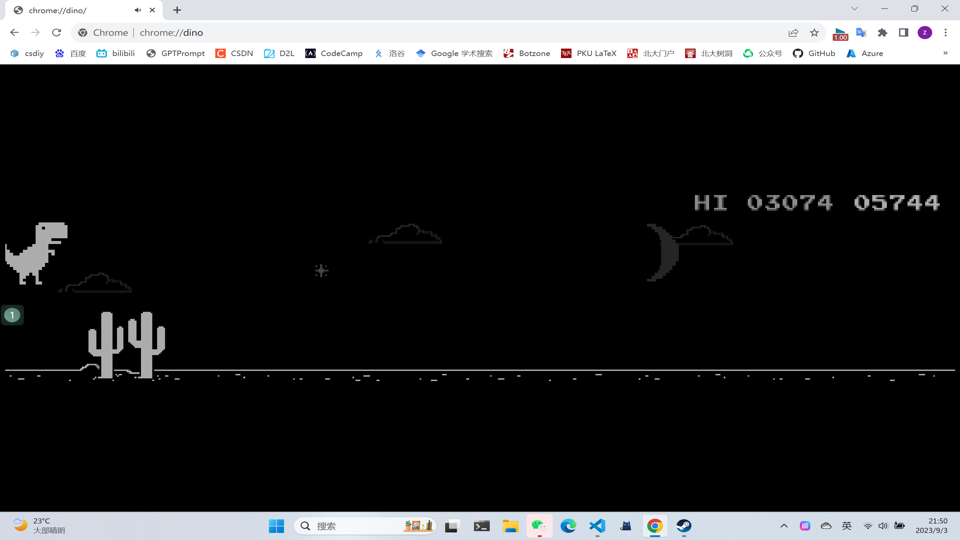 chrome://dino/
Chrome | chrome://dino
1.00
z
csdiy 百度 bilibili GPTPrompt CSDN D2L CodeCamp 洛谷 Google 学术搜索 Botzone PKU LaTeX 北大门户 北大树洞 公众号 GitHub Azure »
HI 03074 05744
1
23°C
大部晴朗
搜索
英
21:50
2023/9/3